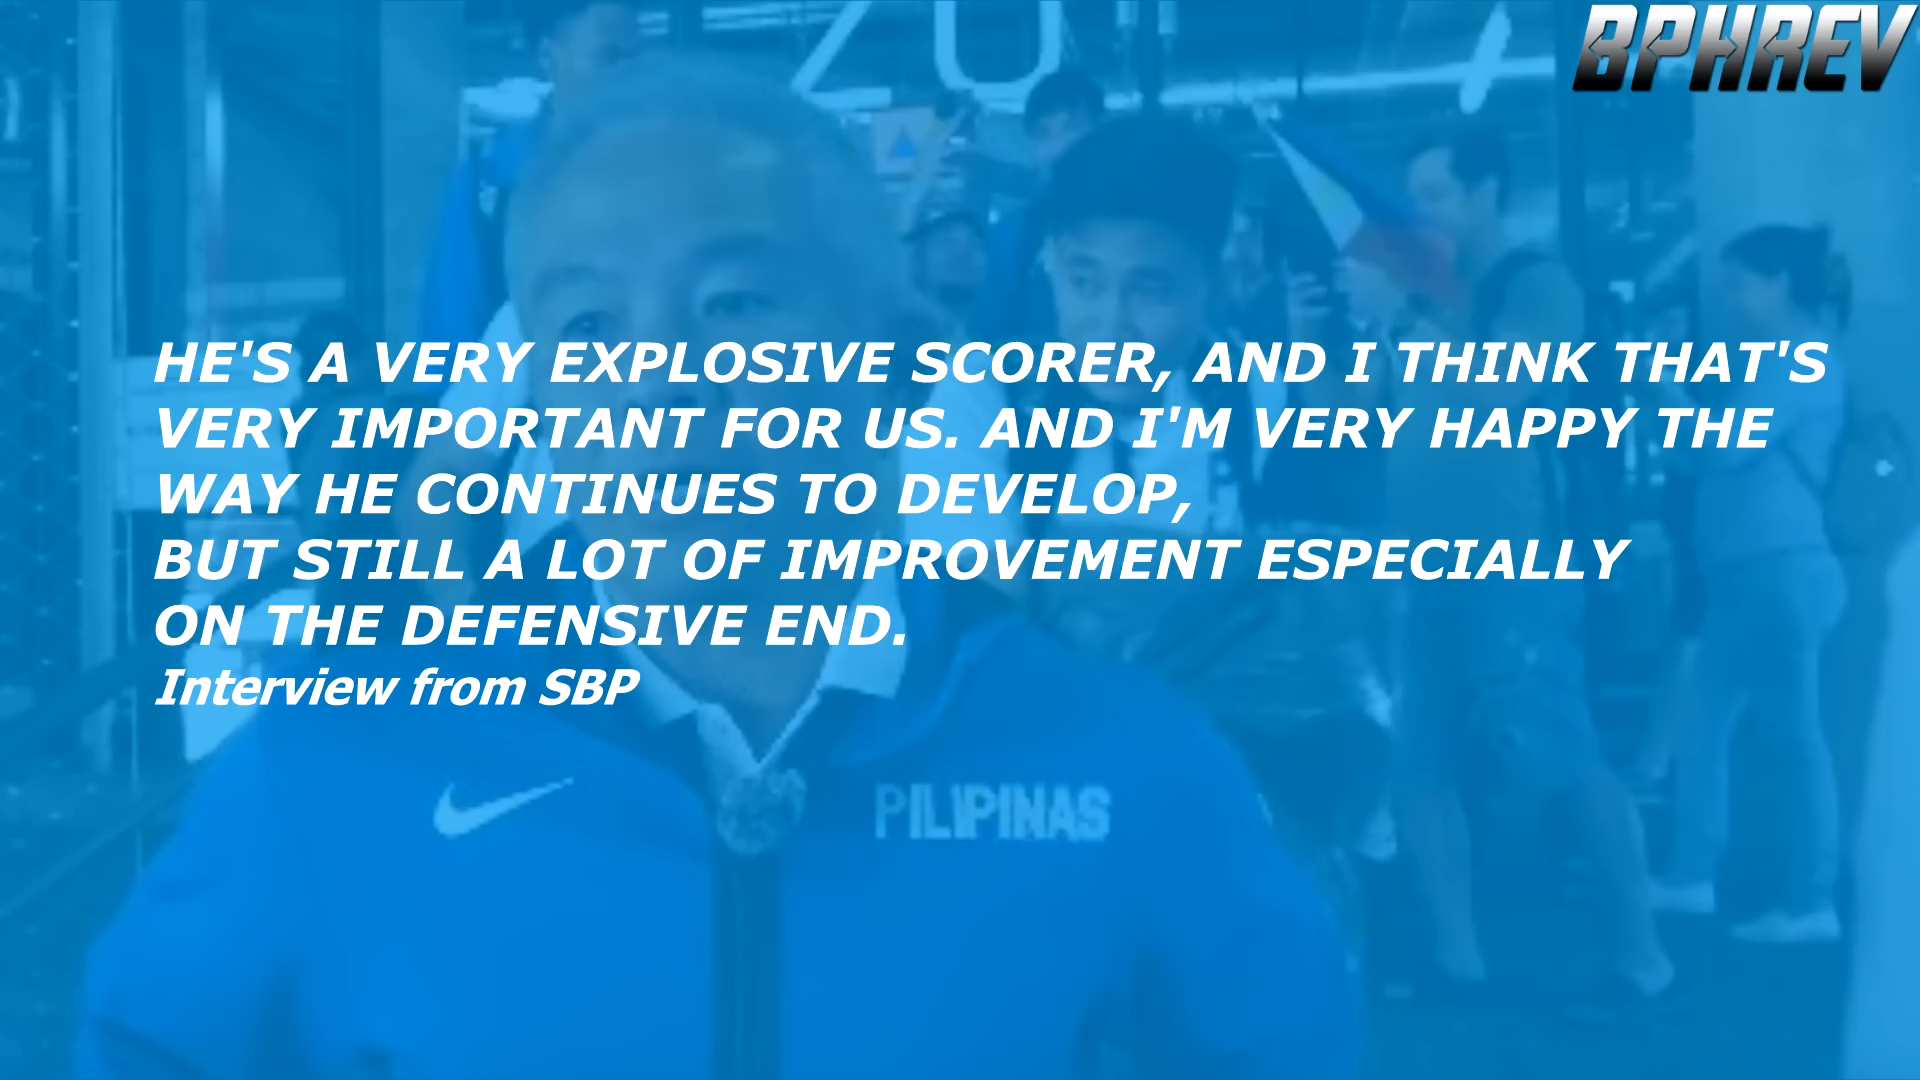 ZU
BPHREV
HE'S A VERY EXPLOSIVE SCORER, AND I THINK THAT'S
VERY IMPORTANT FOR US. AND I'M VERY HAPPY THE
WAY HE CONTINUES TO DEVELOP,
BUT STILL A LOT OF IMPROVEMENT ESPECIALLY
ON THE DEFENSIVE END.
Interview from SBP
PILIPINAS